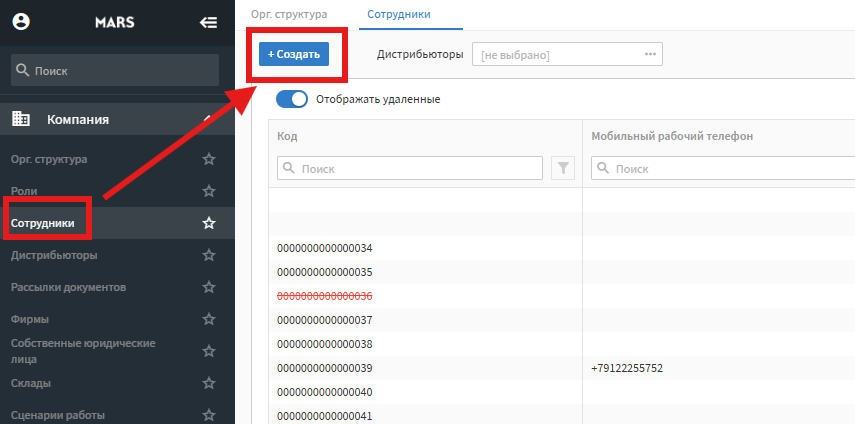 MARS
Поиск
Компания
Орг. структура
Роли
Сотрудники
Дистрибьюторы
Рассылки документов
Фирмы
Собственные юридические
лица
Склады
Сценарии работы
Орг. структура
Сотрудники
+ Создать
Дистрибьюторы
[не выбрано]
Отображать удаленные
Код
Мобильный рабочий телефон
Поиск
Поиск
0000000000000034
0000000000000035
0000000000000036
0000000000000037
0000000000000038
0000000000000039
+79122255752
0000000000000040
0000000000000041